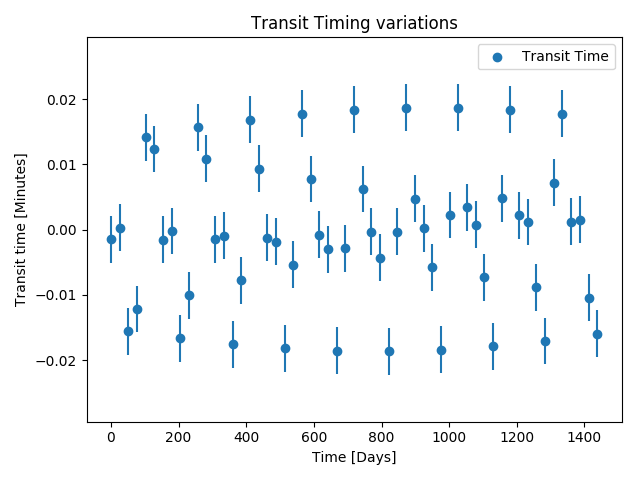 Transit Timing variations
Transit Time
0.02
0.01
0.00
−0.01
−0.02
Transit time [Minutes]
0 200 400 600 800 1000 1200 1400
Time [Days]